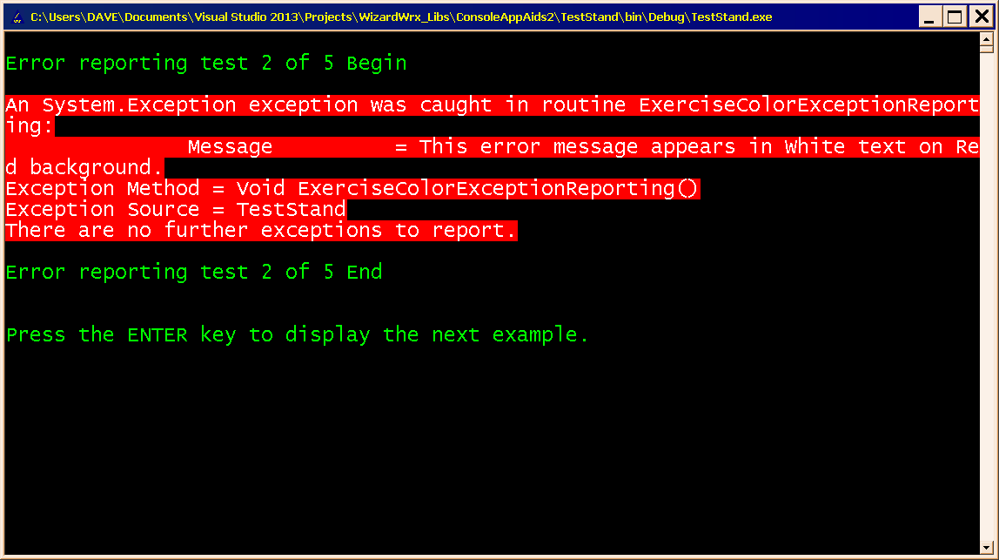 C:\Users\DAVE\Documents\Visual Studio 2013\Projects\WizardWrx_Libs\ConsoleAppAids2\TestStand\bin\Debug\TestStand.exe
Error reporting test 2 of 5 Begin
An System.Exception exception was caught in routine ExerciseColorExceptionReport
ing:
Message = This error message appears in White text on Re
d background.
Exception Method = Void ExerciseColorExceptionReporting()
Exception Source = TestStand
There are no further exceptions to report.
Error reporting test 2 of 5 End
Press the ENTER key to display the next example.